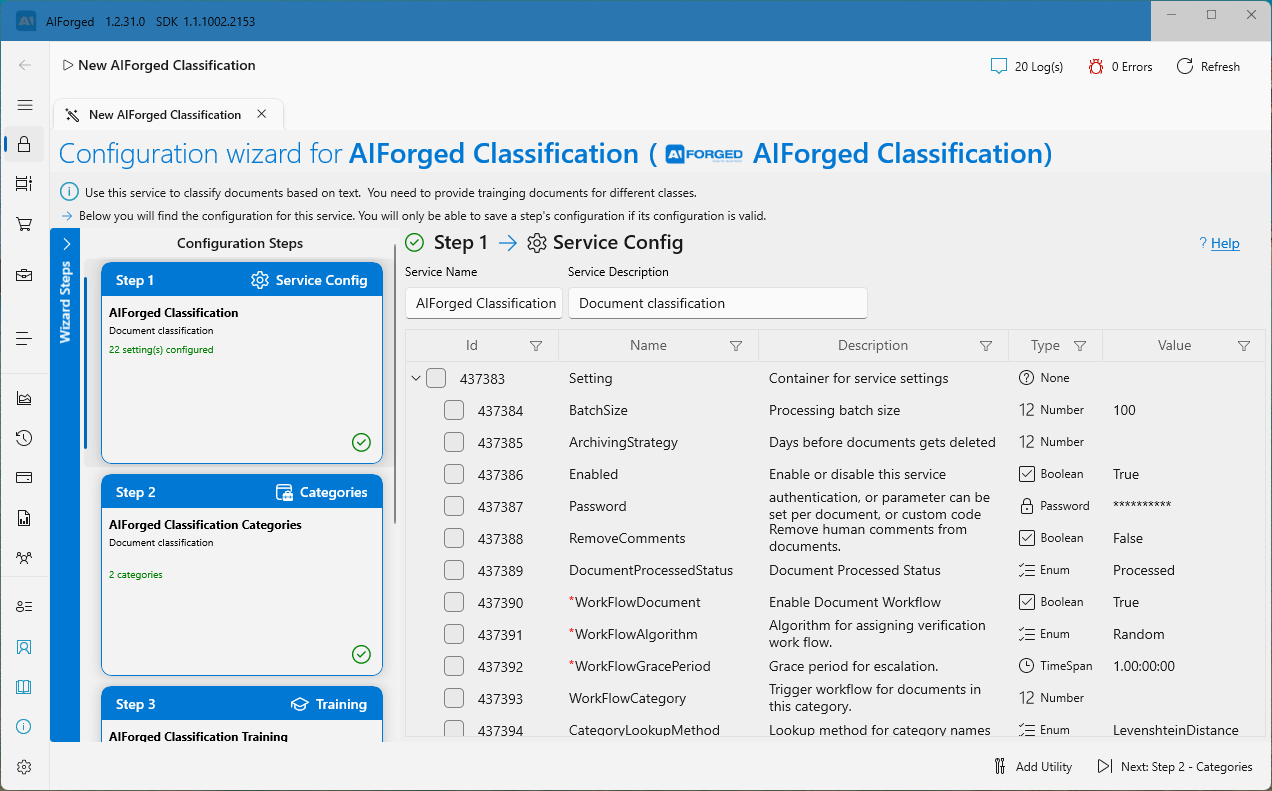 AIForged 1.2.31.0 SDK 1.1.1002.2153
New AIForged Classification
20 Log(s)
0 Errors
Refresh
New AIForged Classification
Configuration wizard for AIForged Classification ( AIFORGED AIForged Classification)
Use this service to classify documents based on text. You need to provide trainging documents for different classes.
Below you will find the configuration for this service. You will only be able to save a step's configuration if its configuration is valid.
Wizard Steps
Configuration Steps
Step 1 Service Config
AIForged Classification
Document classification
22 setting(s) configured
Step 2 Categories
AIForged Classification Categories
Document classification
2 categories
Step 3 Training
AIForged Classification Training
Step 1 Service Config
? Help
Service Name Service Description
AIForged Classification Document classification
Id Name Description Type Value
437383 Setting Container for service settings None
437384 BatchSize Processing batch size 12 Number 100
437385 ArchivingStrategy Days before documents gets deleted 12 Number
437386 Enabled Enable or disable this service Boolean True
437387 Password authentication, or parameter can be set per document, or custom code Password **********
437388 RemoveComments Remove human comments from documents. Boolean False
437389 DocumentProcessedStatus Document Processed Status Enum Processed
437390 *WorkFlowDocument Enable Document Workflow Boolean True
437391 *WorkFlowAlgorithm Algorithm for assigning verification work flow. Enum Random
437392 *WorkFlowGracePeriod Grace period for escalation. TimeSpan 1.00:00:00
437393 WorkFlowCategory Trigger workflow for documents in this category. 12 Number
437394 CategoryLookupMethod Lookup method for category names Enum LevenshteinDistance
Add Utility
Next: Step 2 - Categories